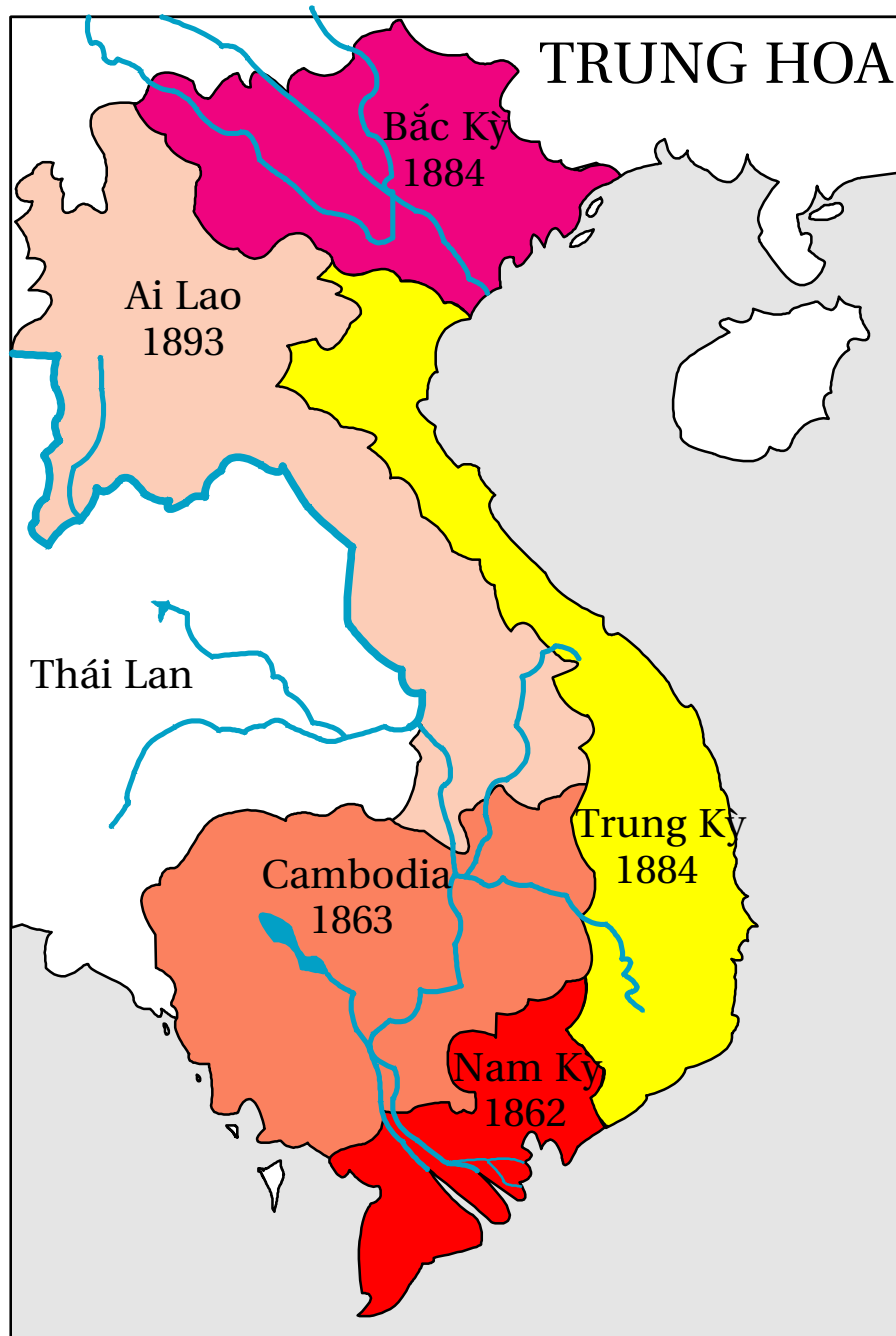 TRUNG HOA
Bắc Kỳ
1884
Ai Lao
1893
Thái Lan
Trung Kỳ
1884
Cambodia
1863
Nam Kỳ
1862